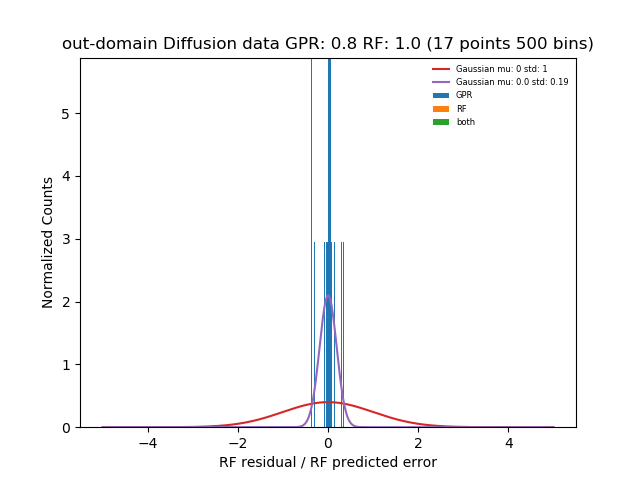 out-domain Diffusion data GPR: 0.8 RF: 1.0 (17 points 500 bins)
Gaussian mu: 0 std: 1
Gaussian mu: 0.0 std: 0.19
GPR
RF
both
Normalized Counts
5
4
3
2
1
0
−4 −2 0 2 4
RF residual / RF predicted error